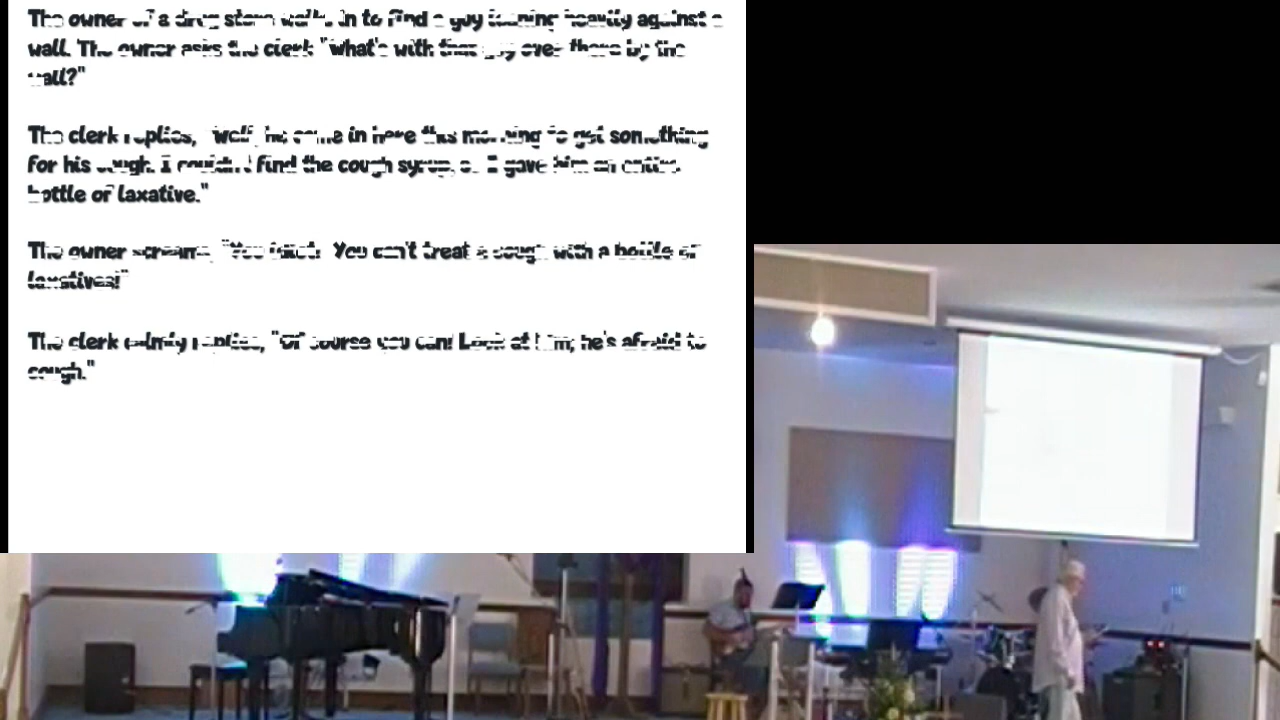 The owner of a drug store walks in to find a guy leaning heavily against a
wall. The owner asks the clerk "What's with that guy over there by the
wall?"
The clerk replies, "Well, he came in here this morning to get something
for his cough. I couldn't find the cough syrup, so I gave him an entire
bottle of laxative."
The owner screams, "You idiot! You can't treat a cough with a bottle of
laxatives!"
The clerk calmly replies, "Of course you can! Look at him; he's afraid to
cough."